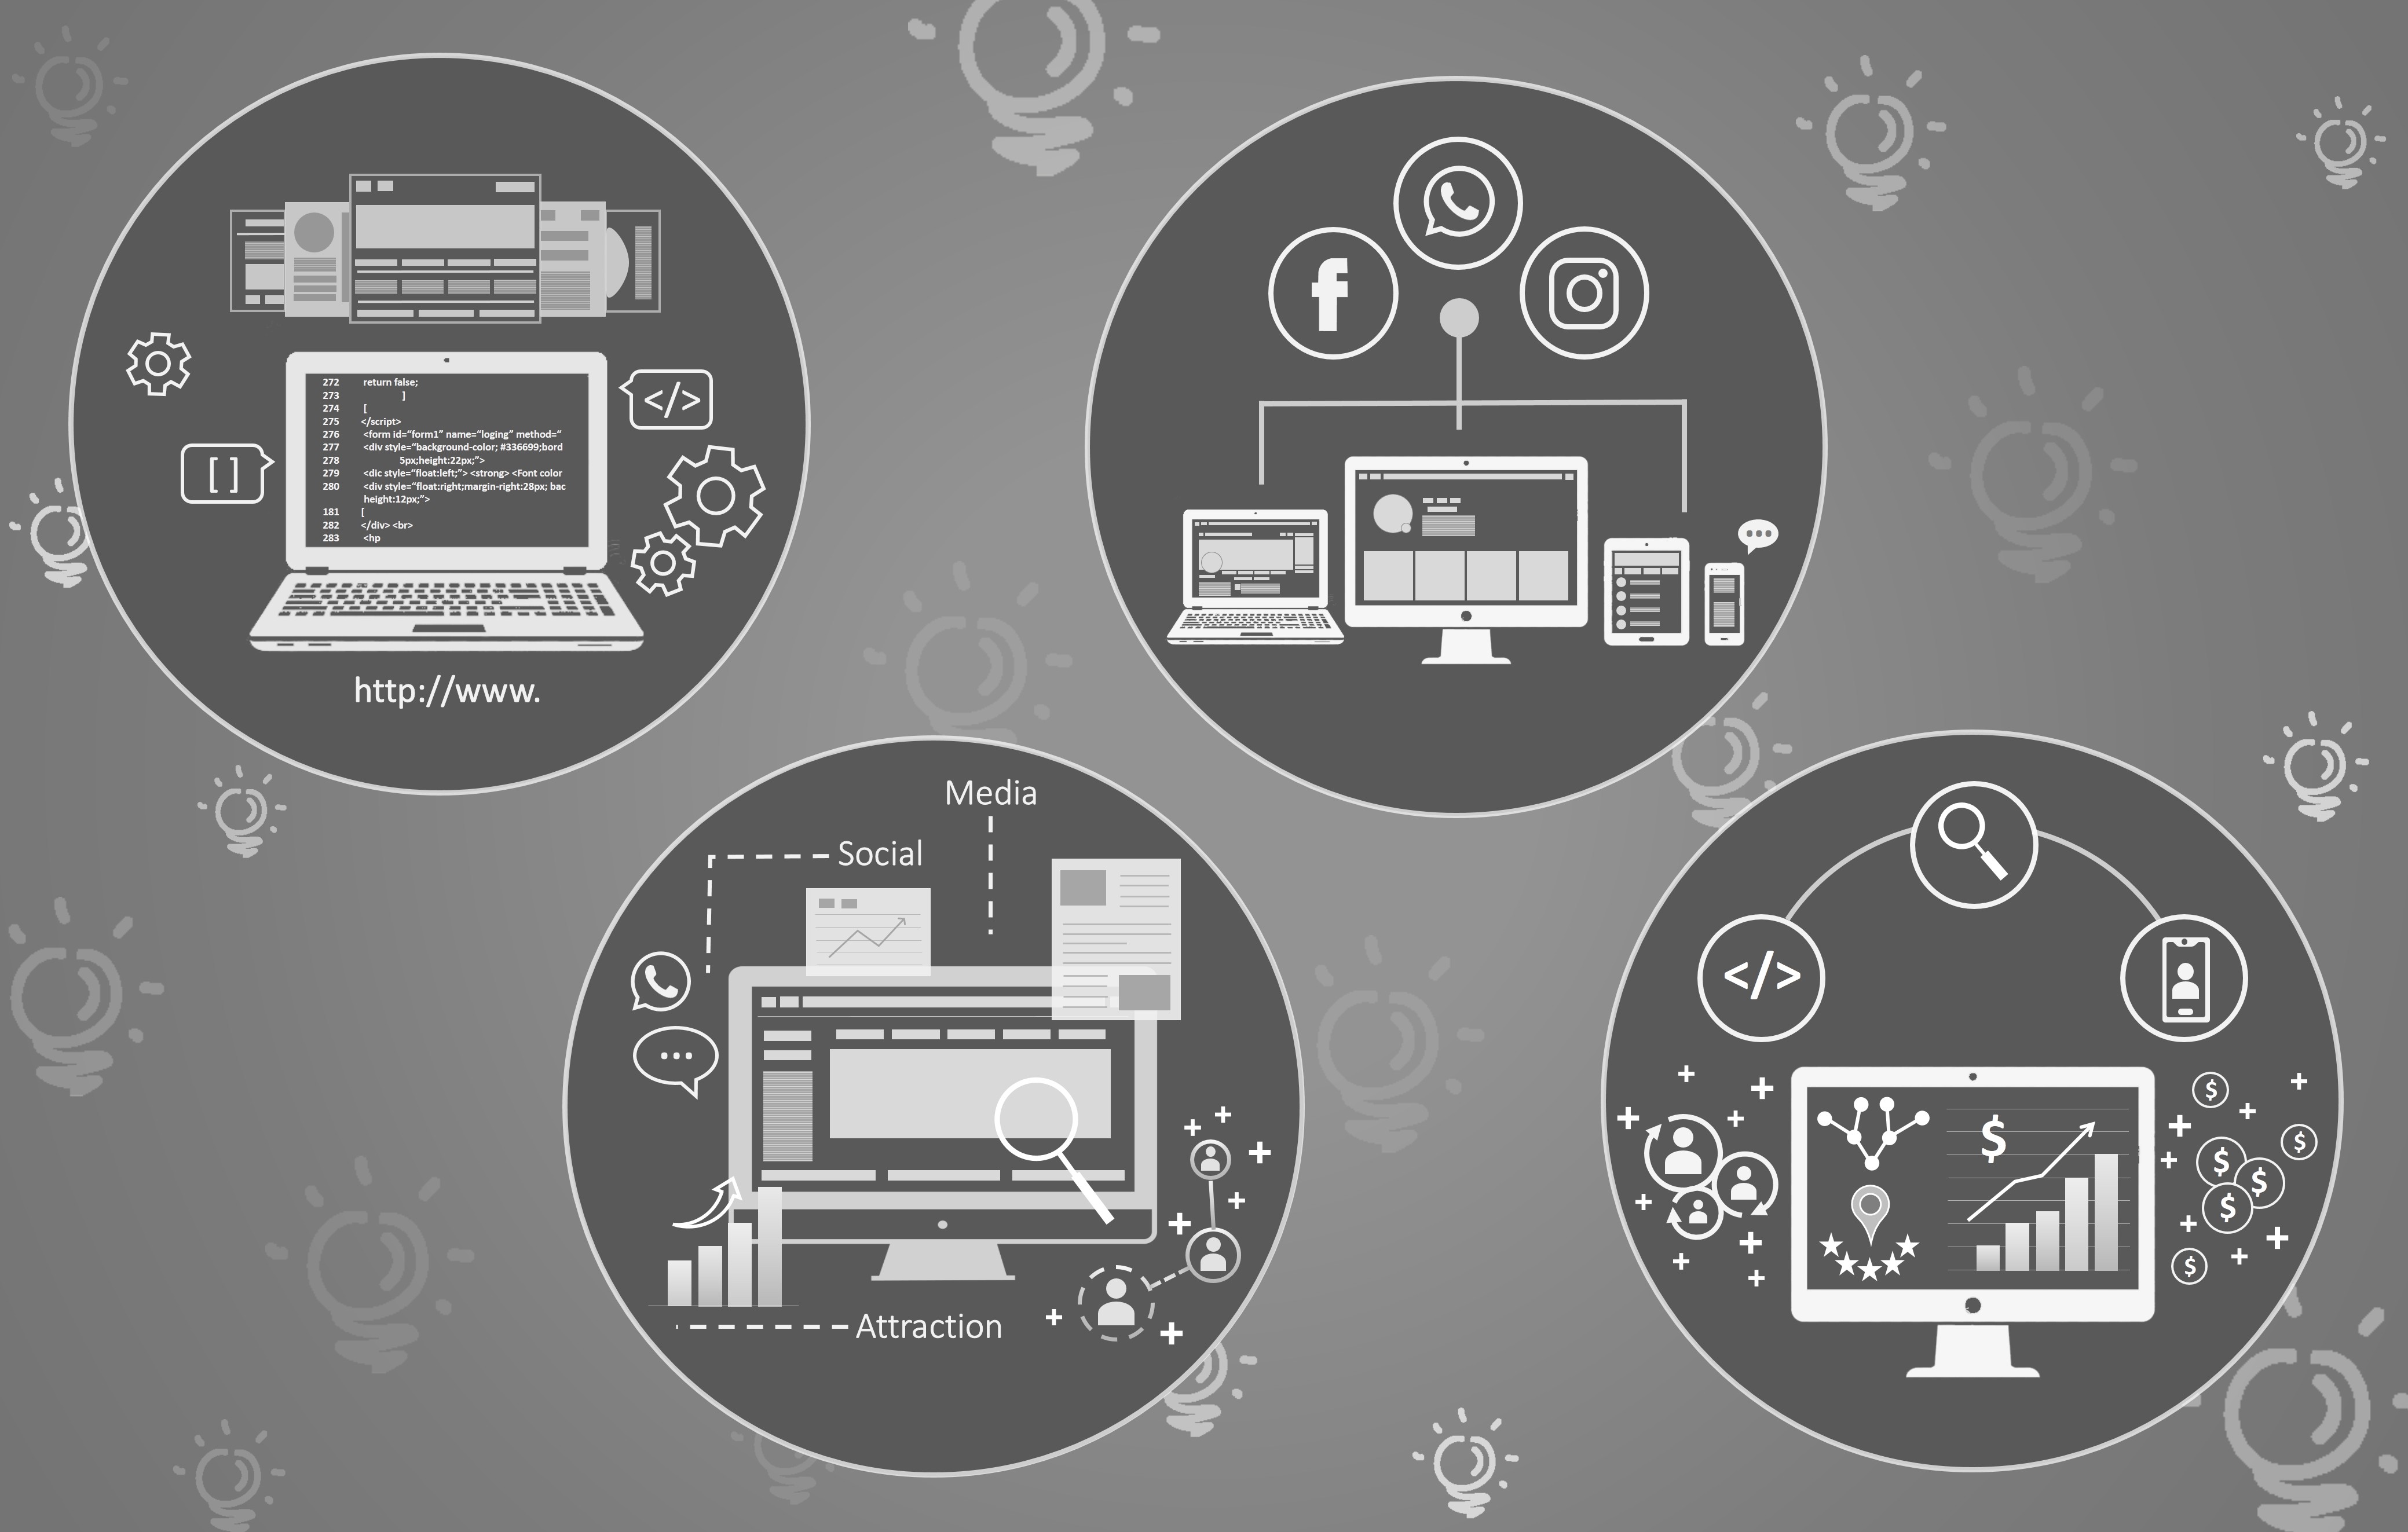 272 return false;
273 ]
274 [
275 </script>
276 <form id=“form1” name=“loging” method=“
277 <div style=“background-color; #336699;bord
278 5px;height:22px;”>
279 <dic style=“float:left;”> <strong> <Font color
280 <div style=“float:right;margin-right:28px; bac
height:12px;”>
181 [
282 </div> <br>
283 <hp
</>
[ ]
http://www.
f
Media
Social
Attraction
</>
$
$
$
$
$
$
$